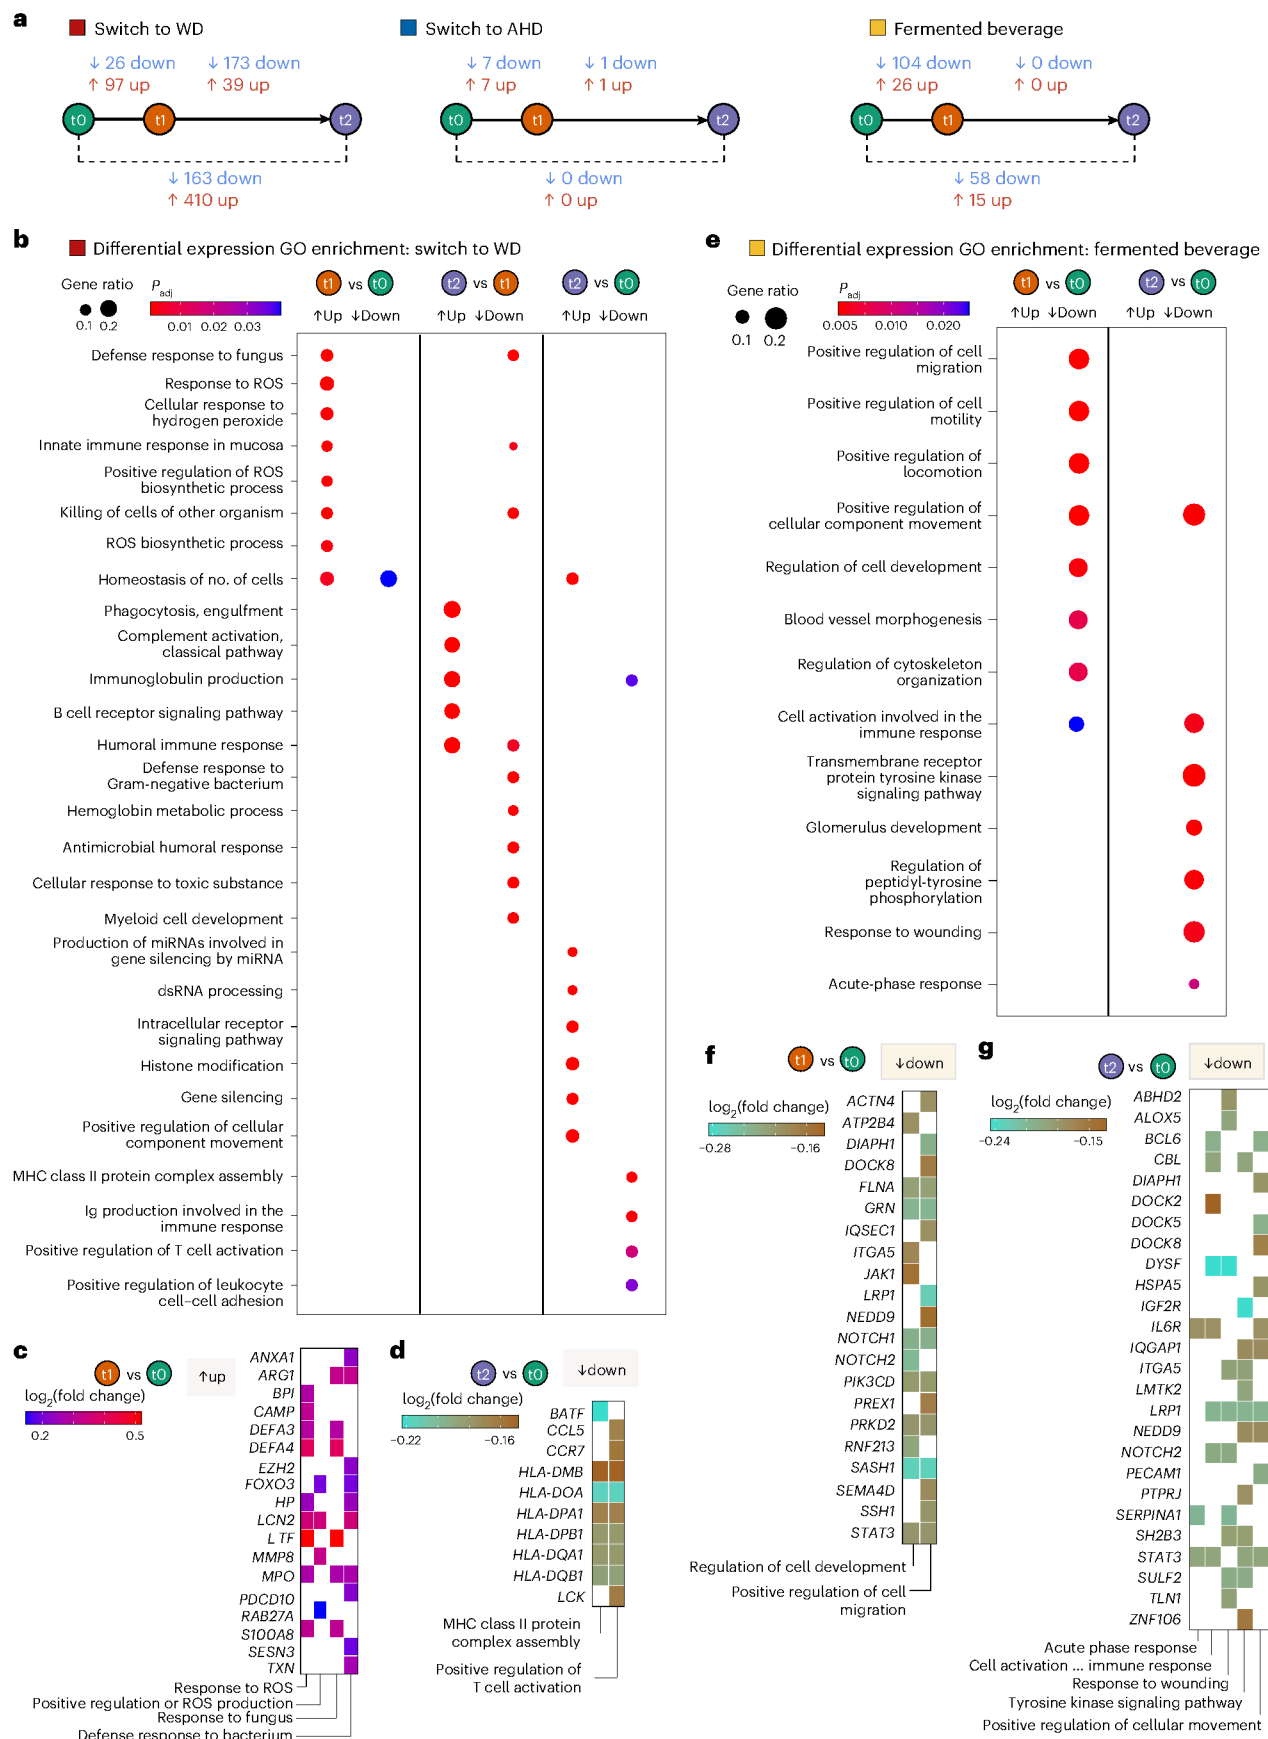 a
Switch to WD
Switch to AHD
Fermented beverage
↓ 26 down
↓ 173 down
↓ 7 down
↓ 1 down
↓ 104 down
↓ 0 down
↑ 97 up
↑ 39 up
↑ 7 up
↑ 1 up
↑ 26 up
↑ 0 up
t0
t1
t2
t0
t1
t2
t0
t1
t2
↓ 163 down
↑ 410 up
↓ 0 down
↑ 0 up
↓ 58 down
↑ 15 up
b
Differential expression GO enrichment: switch to WD
Gene ratio
0.1 0.2
Padj
0.01 0.02 0.03
t1 vs t0
t2 vs t1
t2 vs t0
↑Up ↓Down
↑Up ↓Down
↑Up ↓Down
Defense response to fungus
Response to ROS
Cellular response to
hydrogen peroxide
Innate immune response in mucosa
Positive regulation of ROS
biosynthetic process
Killing of cells of other organism
ROS biosynthetic process
Homeostasis of no. of cells
Phagocytosis, engulfment
Complement activation,
classical pathway
Immunoglobulin production
B cell receptor signaling pathway
Humoral immune response
Defense response to
Gram-negative bacterium
Hemoglobin metabolic process
Antimicrobial humoral response
Cellular response to toxic substance
Myeloid cell development
Production of miRNAs involved in
gene silencing by miRNA
dsRNA processing
Intracellular receptor
signaling pathway
Histone modification
Gene silencing
Positive regulation of cellular
component movement
MHC class II protein complex assembly
Ig production involved in the
immune response
Positive regulation of T cell activation
Positive regulation of leukocyte
cell–cell adhesion
e
Differential expression GO enrichment: fermented beverage
Gene ratio
0.1 0.2
Padj
0.005 0.010 0.020
t1 vs t0
t2 vs t0
↑Up ↓Down
↑Up ↓Down
Positive regulation of cell
migration
Positive regulation of cell
motility
Positive regulation of
locomotion
Positive regulation of
cellular component movement
Regulation of cell development
Blood vessel morphogenesis
Regulation of cytoskeleton
organization
Cell activation involved in the
immune response
Transmembrane receptor
protein tyrosine kinase
signaling pathway
Glomerulus development
Regulation of
peptidyl-tyrosine
phosphorylation
Response to wounding
Acute-phase response
c
t1 vs t0
↑up
log2(fold change)
0.2 0.5
ANXA1
ARG1
BPI
CAMP
DEFA3
DEFA4
EZH2
FOXO3
HP
LCN2
LTF
MMP8
MPO
PDCD10
RAB27A
S100A8
SESN3
TXN
Response to ROS
Positive regulation or ROS production
Response to fungus
Defense response to bacterium
d
t2 vs t0
↓down
log2(fold change)
−0.22 −0.16
BATF
CCL5
CCR7
HLA-DMB
HLA-DOA
HLA-DPA1
HLA-DPB1
HLA-DQA1
HLA-DQB1
LCK
MHC class II protein
complex assembly
Positive regulation of
T cell activation
f
t1 vs t0
↓down
log2(fold change)
−0.28 −0.16
ACTN4
ATP2B4
DIAPH1
DOCK8
FLNA
GRN
IQSEC1
ITGA5
JAK1
LRP1
NEDD9
NOTCH1
NOTCH2
PIK3CD
PREX1
PRKD2
RNF213
SASH1
SEMA4D
SSH1
STAT3
Regulation of cell development
Positive regulation of cell
migration
g
t2 vs t0
↓down
log2(fold change)
−0.24 −0.15
ABHD2
ALOX5
BCL6
CBL
DIAPH1
DOCK2
DOCK5
DOCK8
DYSF
HSPA5
IGF2R
IL6R
IQGAP1
ITGA5
LMTK2
LRP1
NEDD9
NOTCH2
PECAM1
PTPRJ
SERPINA1
SH2B3
STAT3
SULF2
TLN1
ZNF106
Acute phase response
Cell activation ... immune response
Response to wounding
Tyrosine kinase signaling pathway
Positive regulation of cellular movement